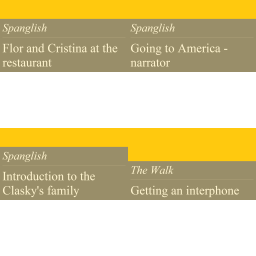 Spanglish
Flor and Cristina at the
restaurant
Spanglish
Going to America -
narrator
Spanglish
Introduction to the
Clasky's family
The Walk
Getting an interphone